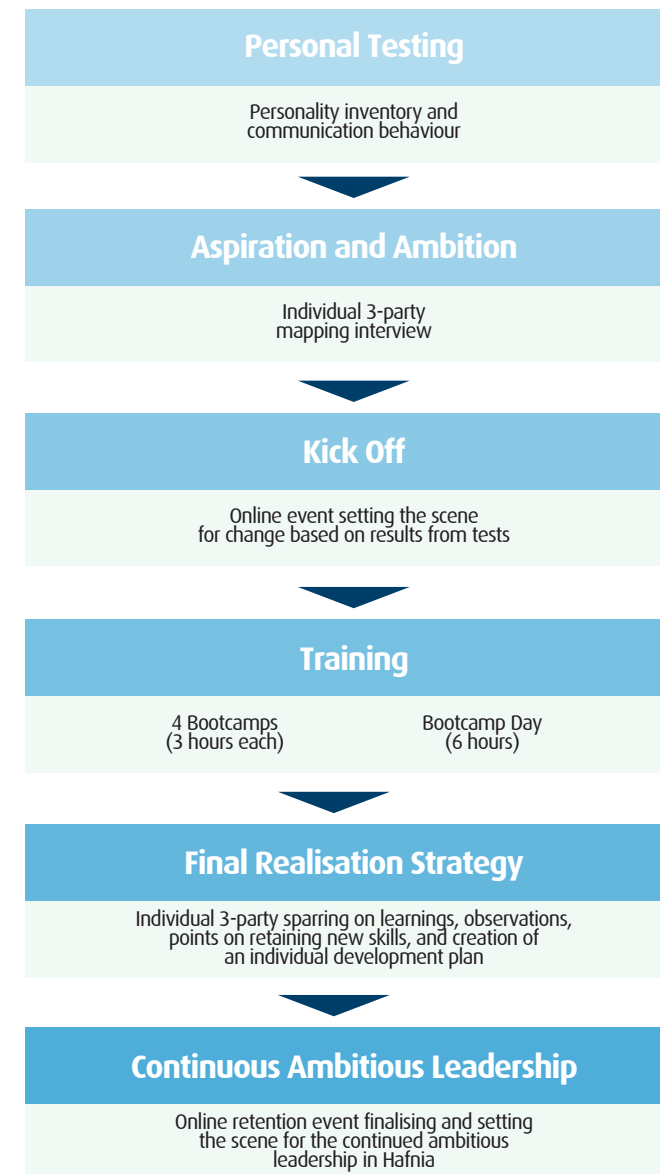 Personal Testing
Personality inventory and
communication behaviour
Aspiration and Ambition
Individual 3-party
mapping interview
Kick Off
Online event setting the scene
for change based on results from tests
Training
4 Bootcamps
(3 hours each)
Bootcamp Day
(6 hours)
Final Realisation Strategy
Individual 3-party sparring on learnings, observations,
points on retaining new skills, and creation of
an individual development plan
Continuous Ambitious Leadership
Online retention event finalising and setting
the scene for the continued ambitious
leadership in Hafnia